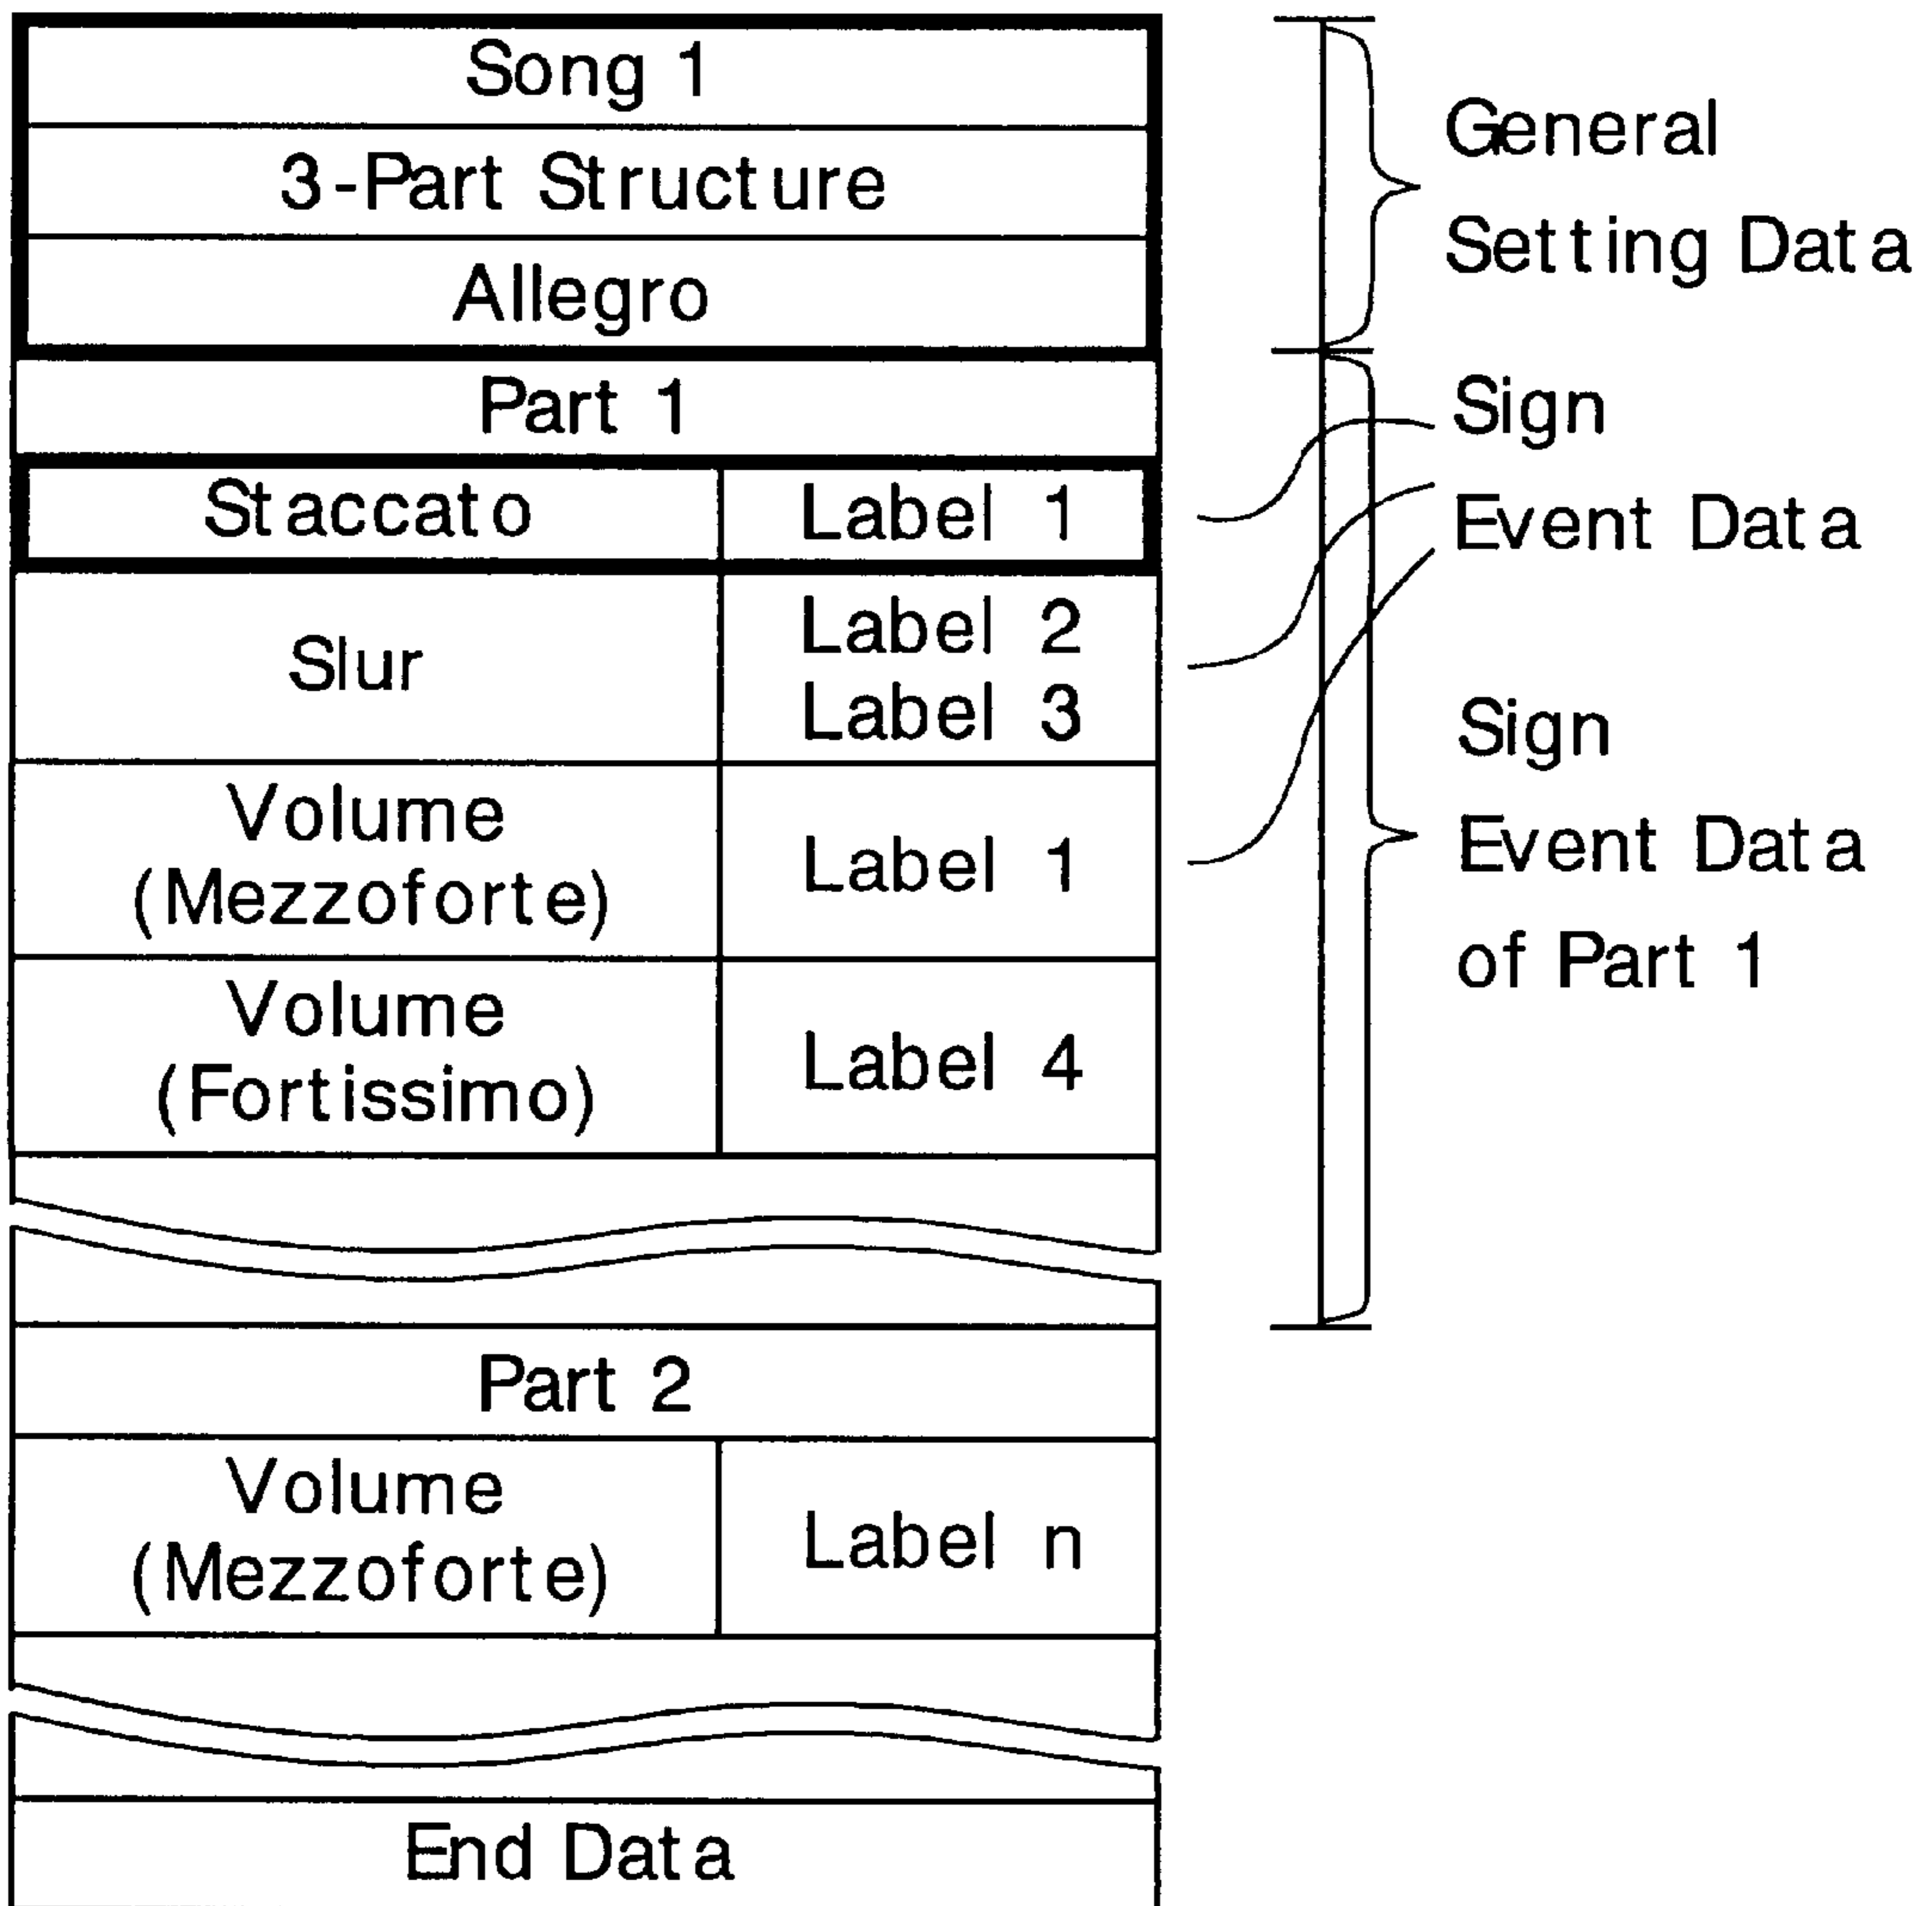 Song 1
3-Part Structure
Allegro
Part 1
Staccato
Label 1
Slur
Label 2
Label 3
Volume
(Mezzoforte)
Label 1
Volume
(Fortissimo)
Label 4
Part 2
Volume
(Mezzoforte)
Label n
End Data
General
Setting Data
Sign
Event Data
Sign
Event Data
of Part 1